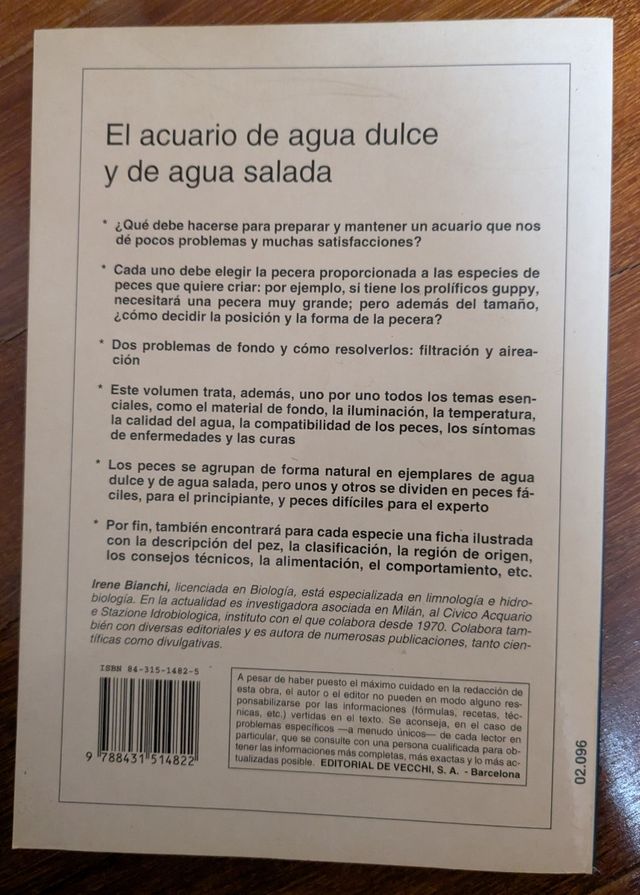 El acuario de agua dulce
y de agua salada
* ¿Qué debe hacerse para preparar y mantener un acuario que nos
dé pocos problemas y muchas satisfacciones?
* Cada uno debe elegir la pecera proporcionada a las especies de
peces que quiere criar: por ejemplo, si tiene los prolíficos guppy,
necesitará una pecera muy grande; pero además del tamaño,
¿cómo decidir la posición y la forma de la pecera?
* Dos problemas de fondo y cómo resolverlos: filtración y airea-
ción
* Este volumen trata, además, uno por uno todos los temas esen-
ciales, como el material de fondo, la iluminación, la temperatura,
la calidad del agua, la compatibilidad de los peces, los síntomas
de enfermedades y las curas
* Los peces se agrupan de forma natural en ejemplares de agua
dulce y de agua salada, pero unos y otros se dividen en peces fá-
ciles, para el principiante, y peces difíciles para el experto
* Por fin, también encontrará para cada especie una ficha ilustrada
con la descripción del pez, la clasificación, la región de origen,
los consejos técnicos, la alimentación, el comportamiento, etc.
Irene Bianchi, licenciada en Biología, está especializada en limnología e hidro-
biología. En la actualidad es investigadora asociada en Milán, al Civico Acquario
e Stazione Idrobiologica, instituto con el que colabora desde 1970. Colabora tam-
bién con diversas editoriales y es autora de numerosas publicaciones, tanto cien-
tíficas como divulgativas.
ISBN 84-315-1482-5
9 788431 514822
A pesar de haber puesto el máximo cuidado en la redacción de
esta obra, el autor o el editor no pueden en modo alguno res-
ponsabilizarse por las informaciones (fórmulas, recetas, téc-
nicas, etc.) vertidas en el texto. Se aconseja, en el caso de
problemas específicos —a menudo únicos— de cada lector en
particular, que se consulte con una persona cualificada para ob-
tener las informaciones más completas, más exactas y lo más ac-
tualizadas posible. EDITORIAL DE VECCHI, S. A. - Barcelona
02.096